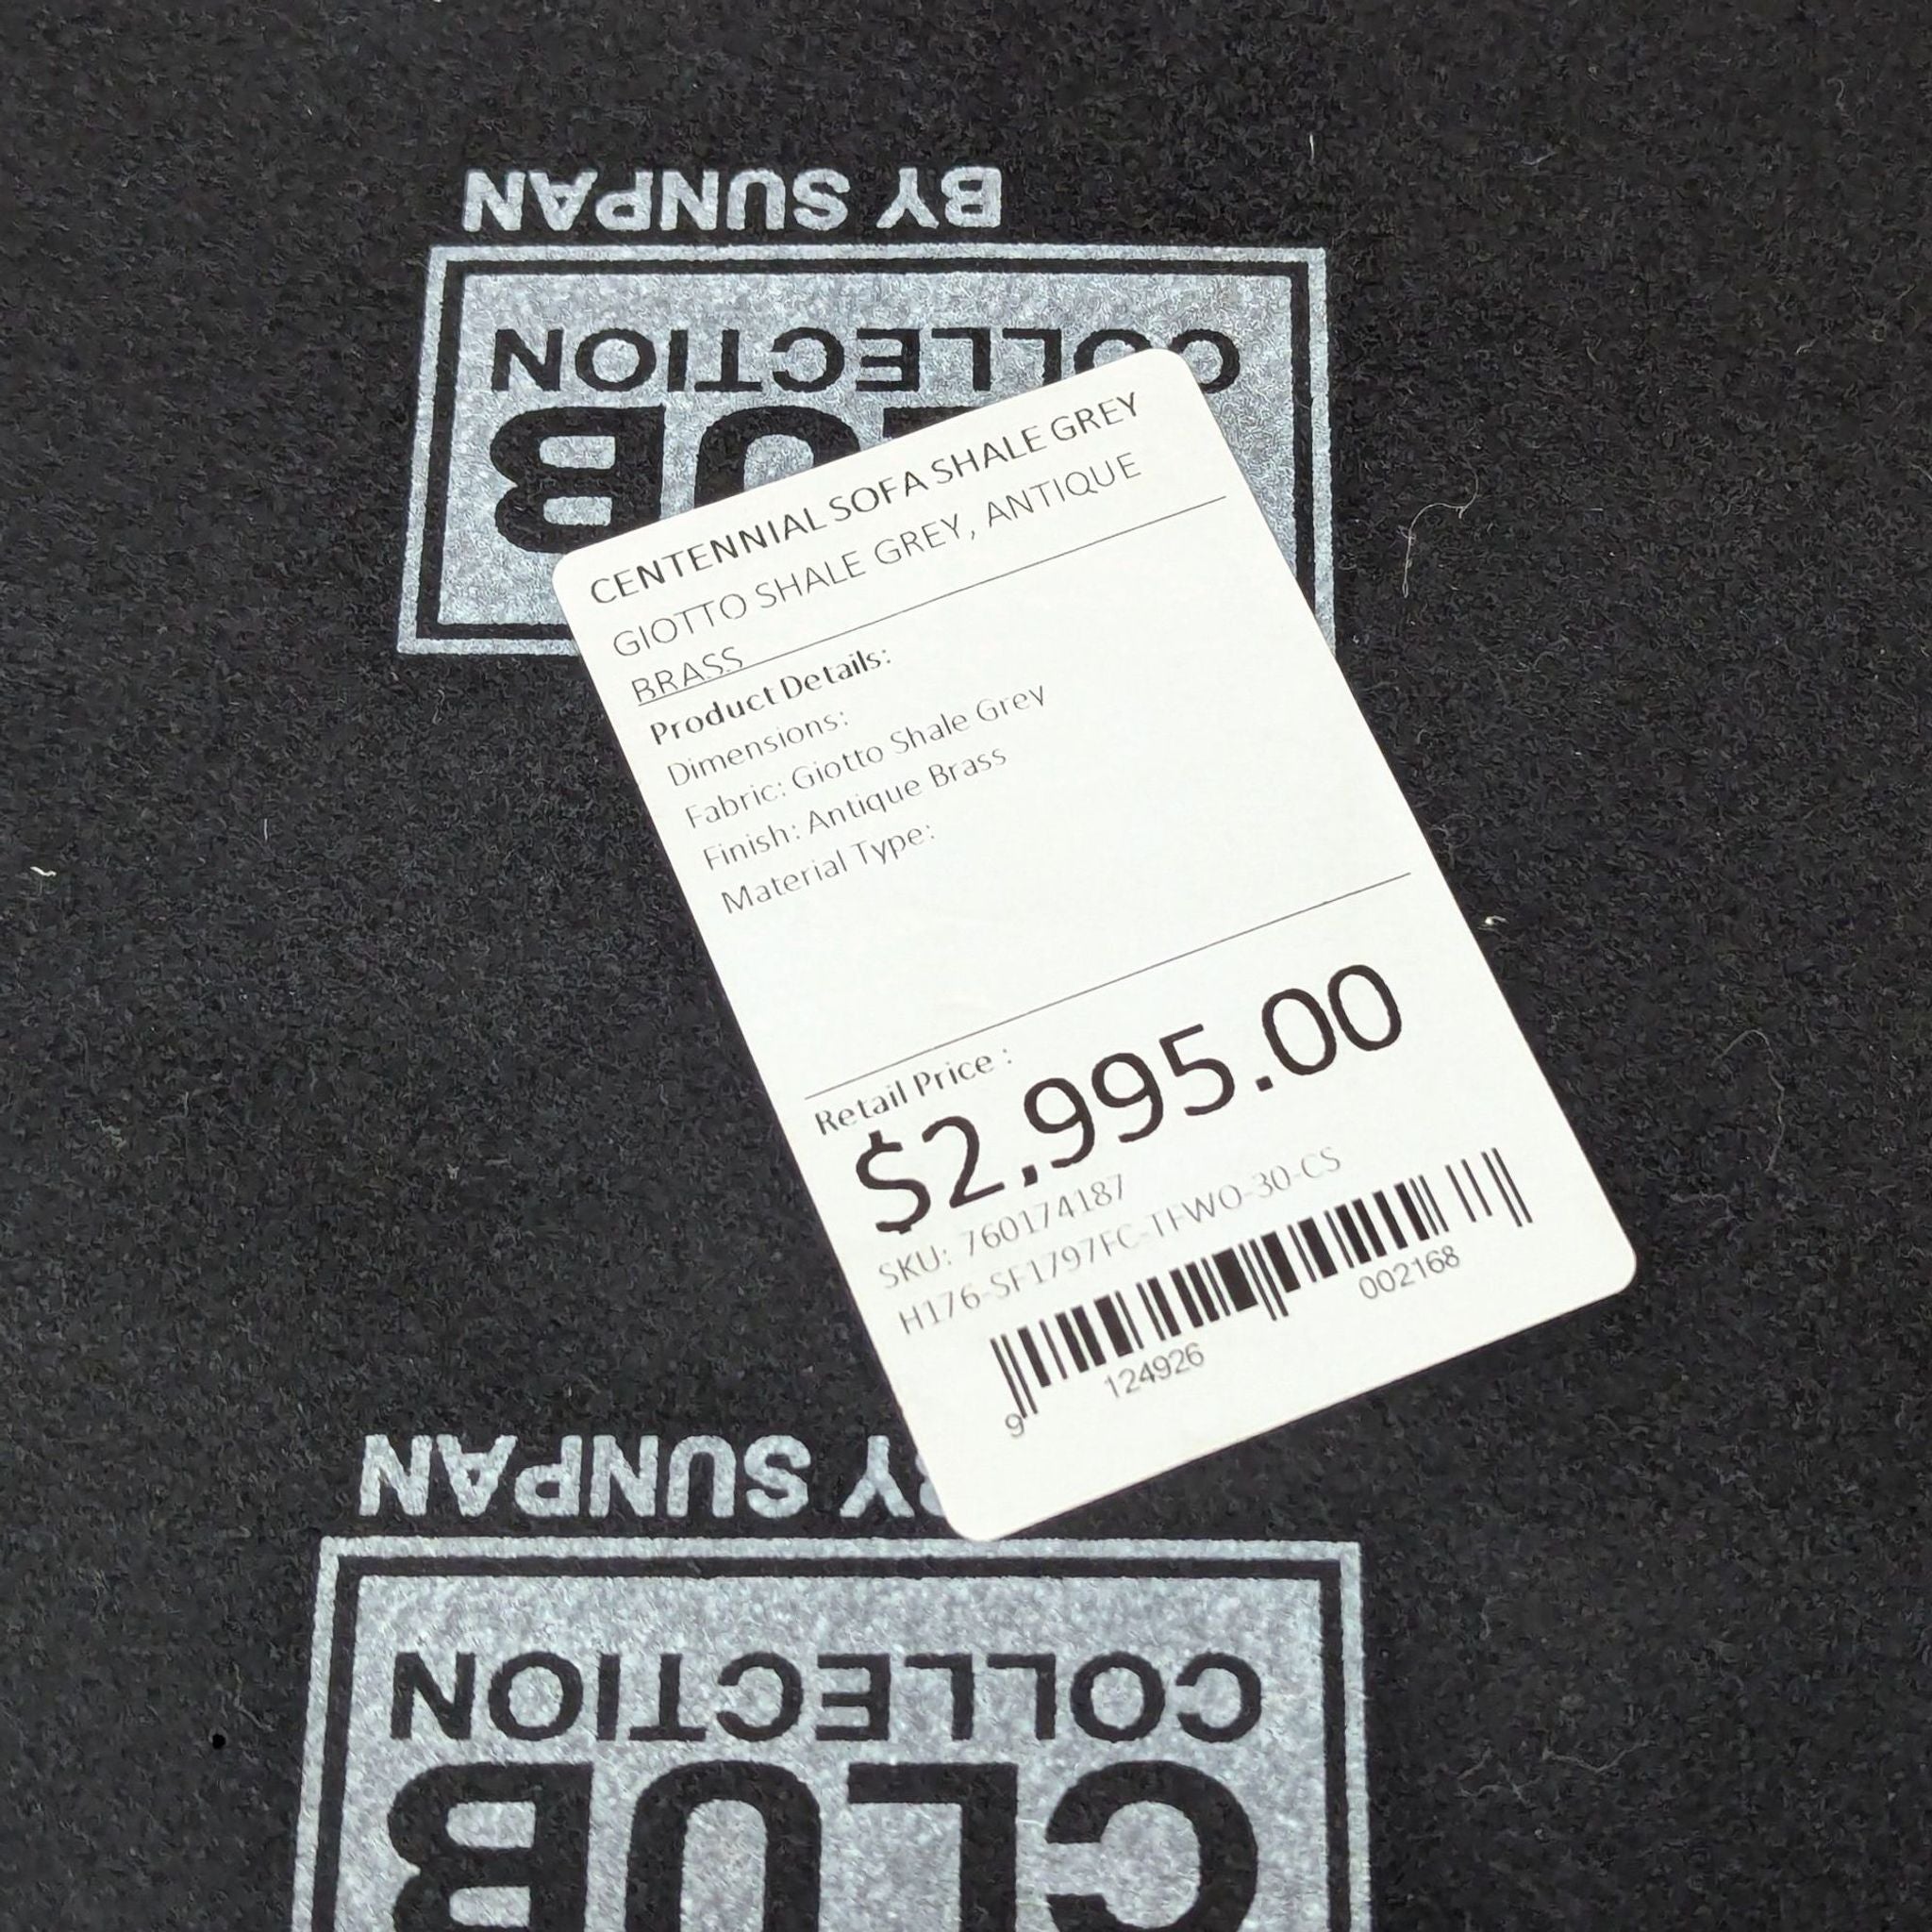 BY SUNPAN
COLLECTION
CENTENNIAL SOFA SHALE GREY
GIOTTO SHALE GREY, ANTIQUE
BRASS
Product Details:
Dimensions:
Fabric: Giotto Shale Grey
Finish: Antique Brass
Material Type:
Retail Price :
$2,995.00
SKU: 760174187
H176-SF1797FC-TFWO-30-CS
9 124926 002168
BY SUNPAN
COLLECTION
CLUB